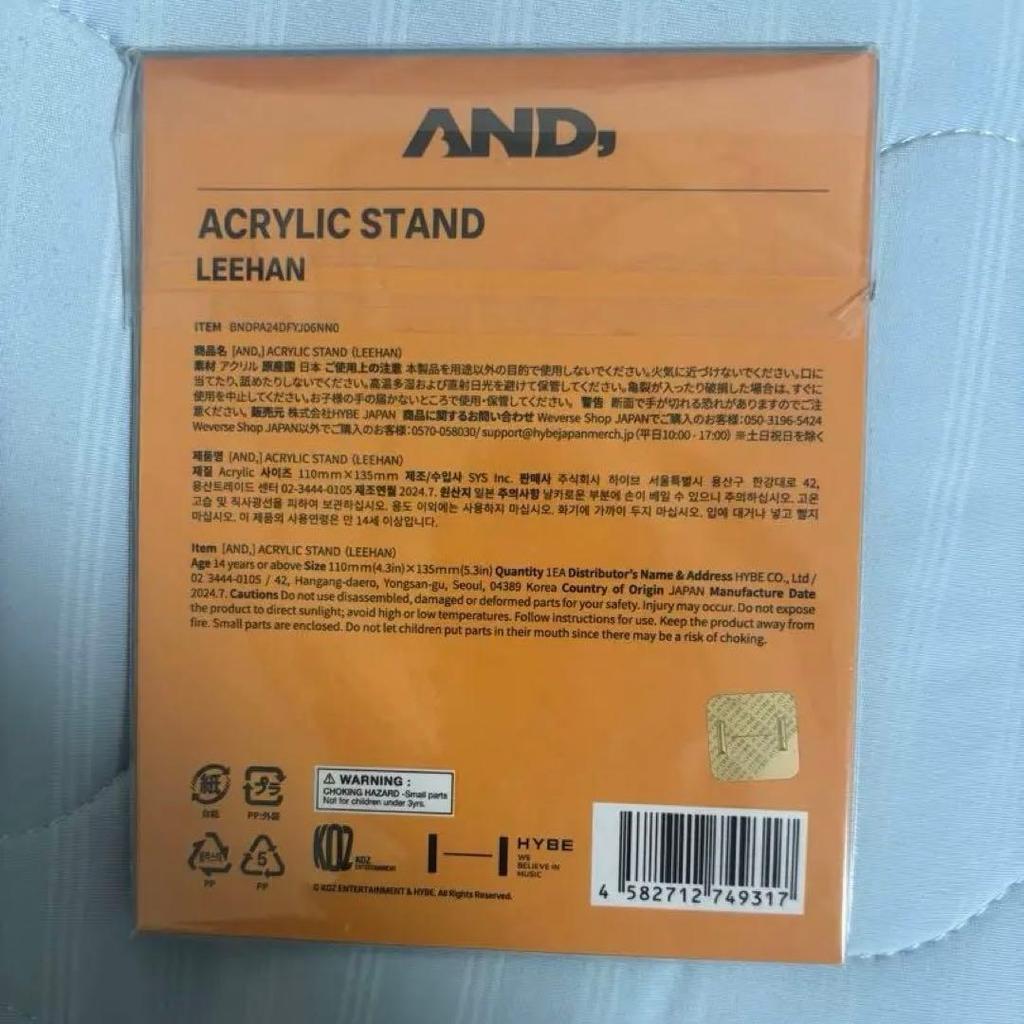 AND,
ACRYLIC STAND
LEEHAN
ITEM BNDPA24DFYJ06NN0
商品名 [AND,] ACRYLIC STAND (LEEHAN)
素材 アクリル 原産国 日本 ご使用上の注意 本製品を用途以外の目的で使用しないでください。火気に近づけないでください。口に
当てたり、舐めたりしないでください。高温多湿および直射日光を避けて保管してください。亀裂が入ったり破損した場合は、すぐに
使用を中止してください。お子様の手の届かないところで使用・保管してください。 警告 断面で手が切れる恐れがありますのでご注
意ください。 販売元 株式会社HYBE JAPAN 商品に関するお問い合わせ Weverse Shop JAPANでご購入のお客様:050-3196-5424
Weverse Shop JAPAN以外でご購入のお客様:0570-058030/ support@hybejapanmerch.jp (平日10:00 - 17:00) ※土日祝日を除く
제품명 [AND,] ACRYLIC STAND (LEEHAN)
재질 Acrylic 사이즈 110mm×135mm 제조/수입사 SYS Inc. 판매사 주식회사 하이브 서울특별시 용산구 한강대로 42,
용산트레이드 센터 02-3444-0105 제조연월 2024.7. 원산지 일본 주의사항 날카로운 부분에 손이 베일 수 있으니 주의하십시오. 고온
고습 및 직사광선을 피하여 보관하십시오. 용도 이외에는 사용하지 마십시오. 화기에 가까이 두지 마십시오. 입에 대거나 넣고 빨지
마십시오. 이 제품의 사용연령은 만 14세 이상입니다.
Item [AND,] ACRYLIC STAND (LEEHAN)
Age 14 years or above Size 110mm(4.3in)×135mm(5.3in) Quantity 1EA Distributor's Name & Address HYBE CO., Ltd /
02 3444-0105 / 42, Hangang-daero, Yongsan-gu, Seoul, 04389 Korea Country of Origin JAPAN Manufacture Date
2024.7. Cautions Do not use disassembled, damaged or deformed parts for your safety. Injury may occur. Do not expose
the product to direct sunlight; avoid high or low temperatures. Follow instructions for use. Keep the product away from
fire. Small parts are enclosed. Do not let children put parts in their mouth since there may be a risk of choking.
紙
台紙
プラ
PP:外袋
WARNING :
CHOKING HAZARD -Small parts
Not for children under 3yrs.
PP
5
PP
KOZ
KOZ
ENTERTAINMENT
HYBE
WE
BELIEVE IN
MUSIC
© KOZ ENTERTAINMENT & HYBE. All Rights Reserved.
4 582712 749317